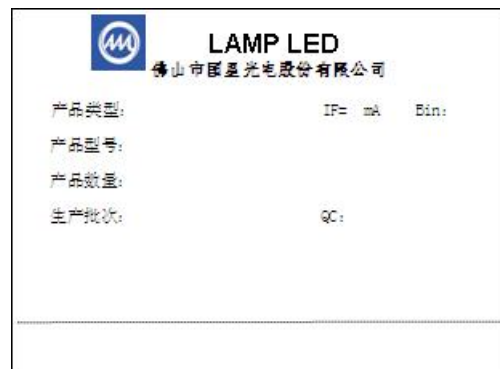 LAMP LED
佛山市国星光电股份有限公司
产品类型: IF= mA Bin:
产品型号:
产品数量:
生产批次: QC: